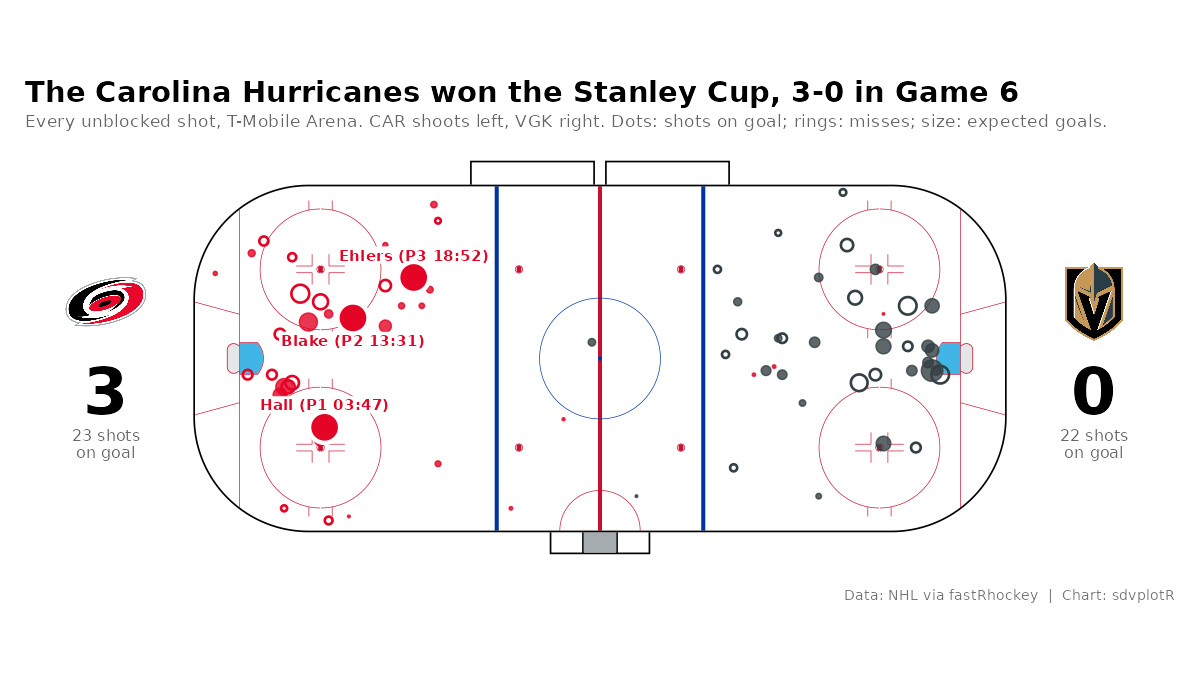 The Carolina Hurricanes won the Stanley Cup, 3-0 in Game 6
Every unblocked shot, T-Mobile Arena. CAR shoots left, VGK right. Dots: shots on goal; rings: misses; size: expected goals.
Ehlers (P3 18:52)
Blake (P2 13:31)
Hall (P1 03:47)
3
23 shots
on goal
0
22 shots
on goal
Data: NHL via fastRhockey | Chart: sdvplotR